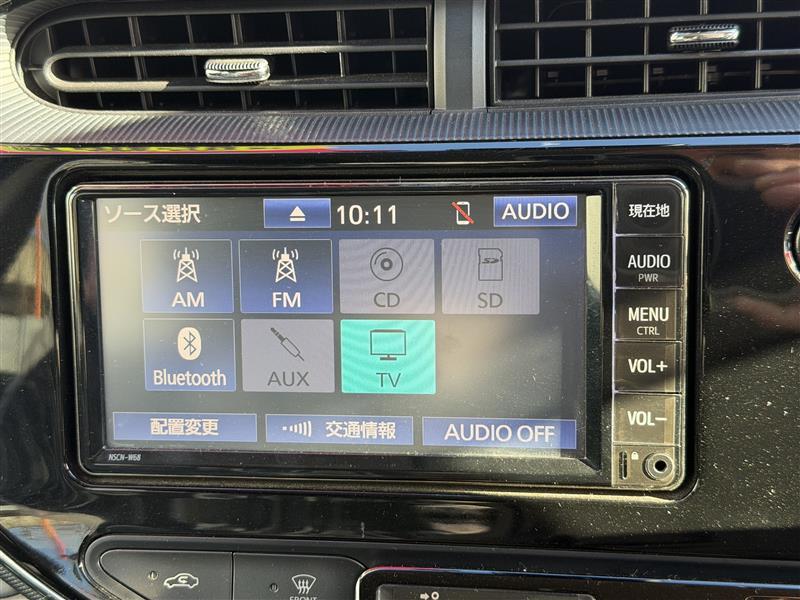 ソース選択 10:11 AUDIO
現在地
AM FM CD SD
AUDIO
PWR
MENU
CTRL
Bluetooth AUX TV
VOL+
VOL−
配置変更 交通情報 AUDIO OFF
NSCN-W68
FRONT